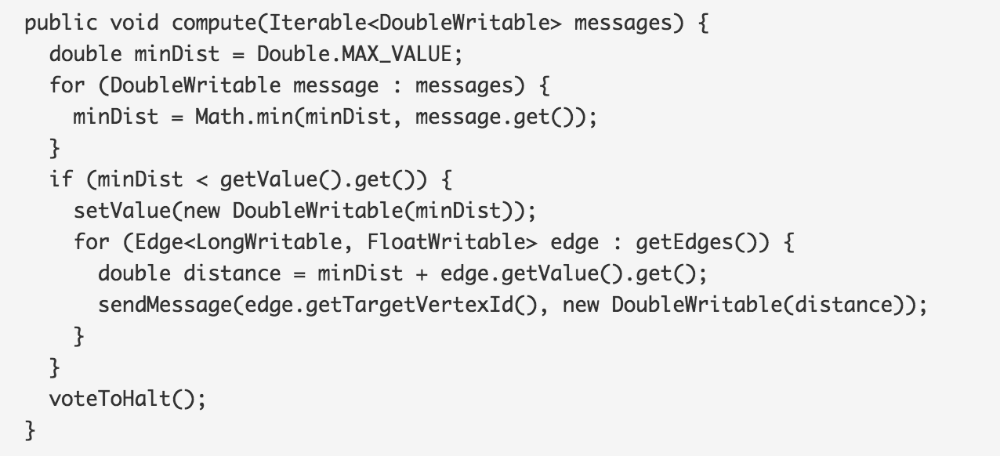 public void compute(Iterable<DoubleWritable> messages) {
  double minDist = Double.MAX_VALUE;
  for (DoubleWritable message : messages) {
    minDist = Math.min(minDist, message.get());
  }
  if (minDist < getValue().get()) {
    setValue(new DoubleWritable(minDist));
    for (Edge<LongWritable, FloatWritable> edge : getEdges()) {
      double distance = minDist + edge.getValue().get();
      sendMessage(edge.getTargetVertexId(), new DoubleWritable(distance));
    }
  }
  voteToHalt();
}